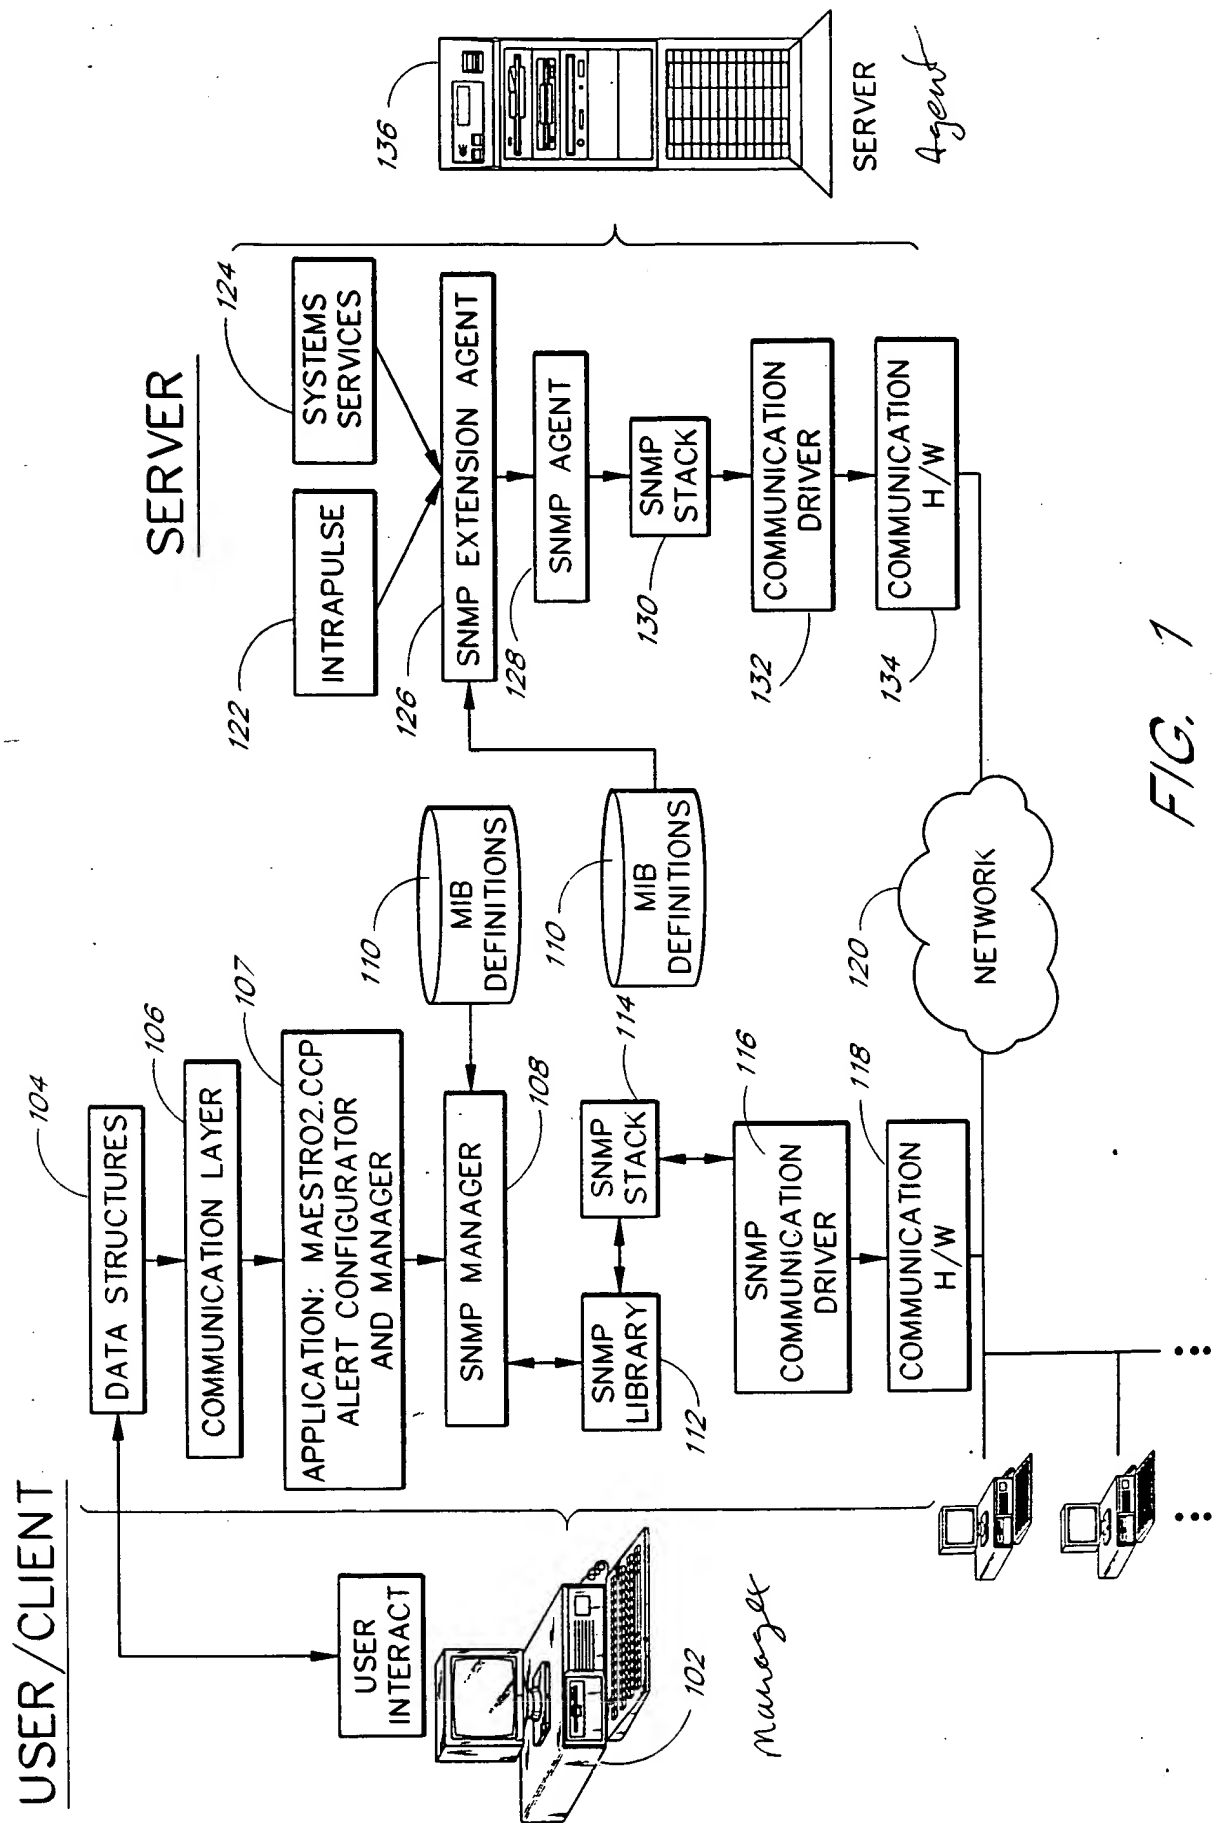 USER/CLIENT
USER
INTERACT
102
Manager
104
DATA STRUCTURES
106
COMMUNICATION LAYER
107
APPLICATION: MAESTRO2.CCP
ALERT CONFIGURATOR
AND MANAGER
SNMP MANAGER
108
110
MIB
DEFINITIONS
SNMP
LIBRARY
112
SNMP
STACK
114
110
MIB
DEFINITIONS
SNMP
COMMUNICATION
DRIVER
116
COMMUNICATION
H/W
118
120
NETWORK
SERVER
122
INTRAPULSE
124
SYSTEMS
SERVICES
126
SNMP EXTENSION AGENT
128
SNMP AGENT
130
SNMP
STACK
132
COMMUNICATION
DRIVER
134
COMMUNICATION
H/W
136
SERVER
Agent
FIG. 1